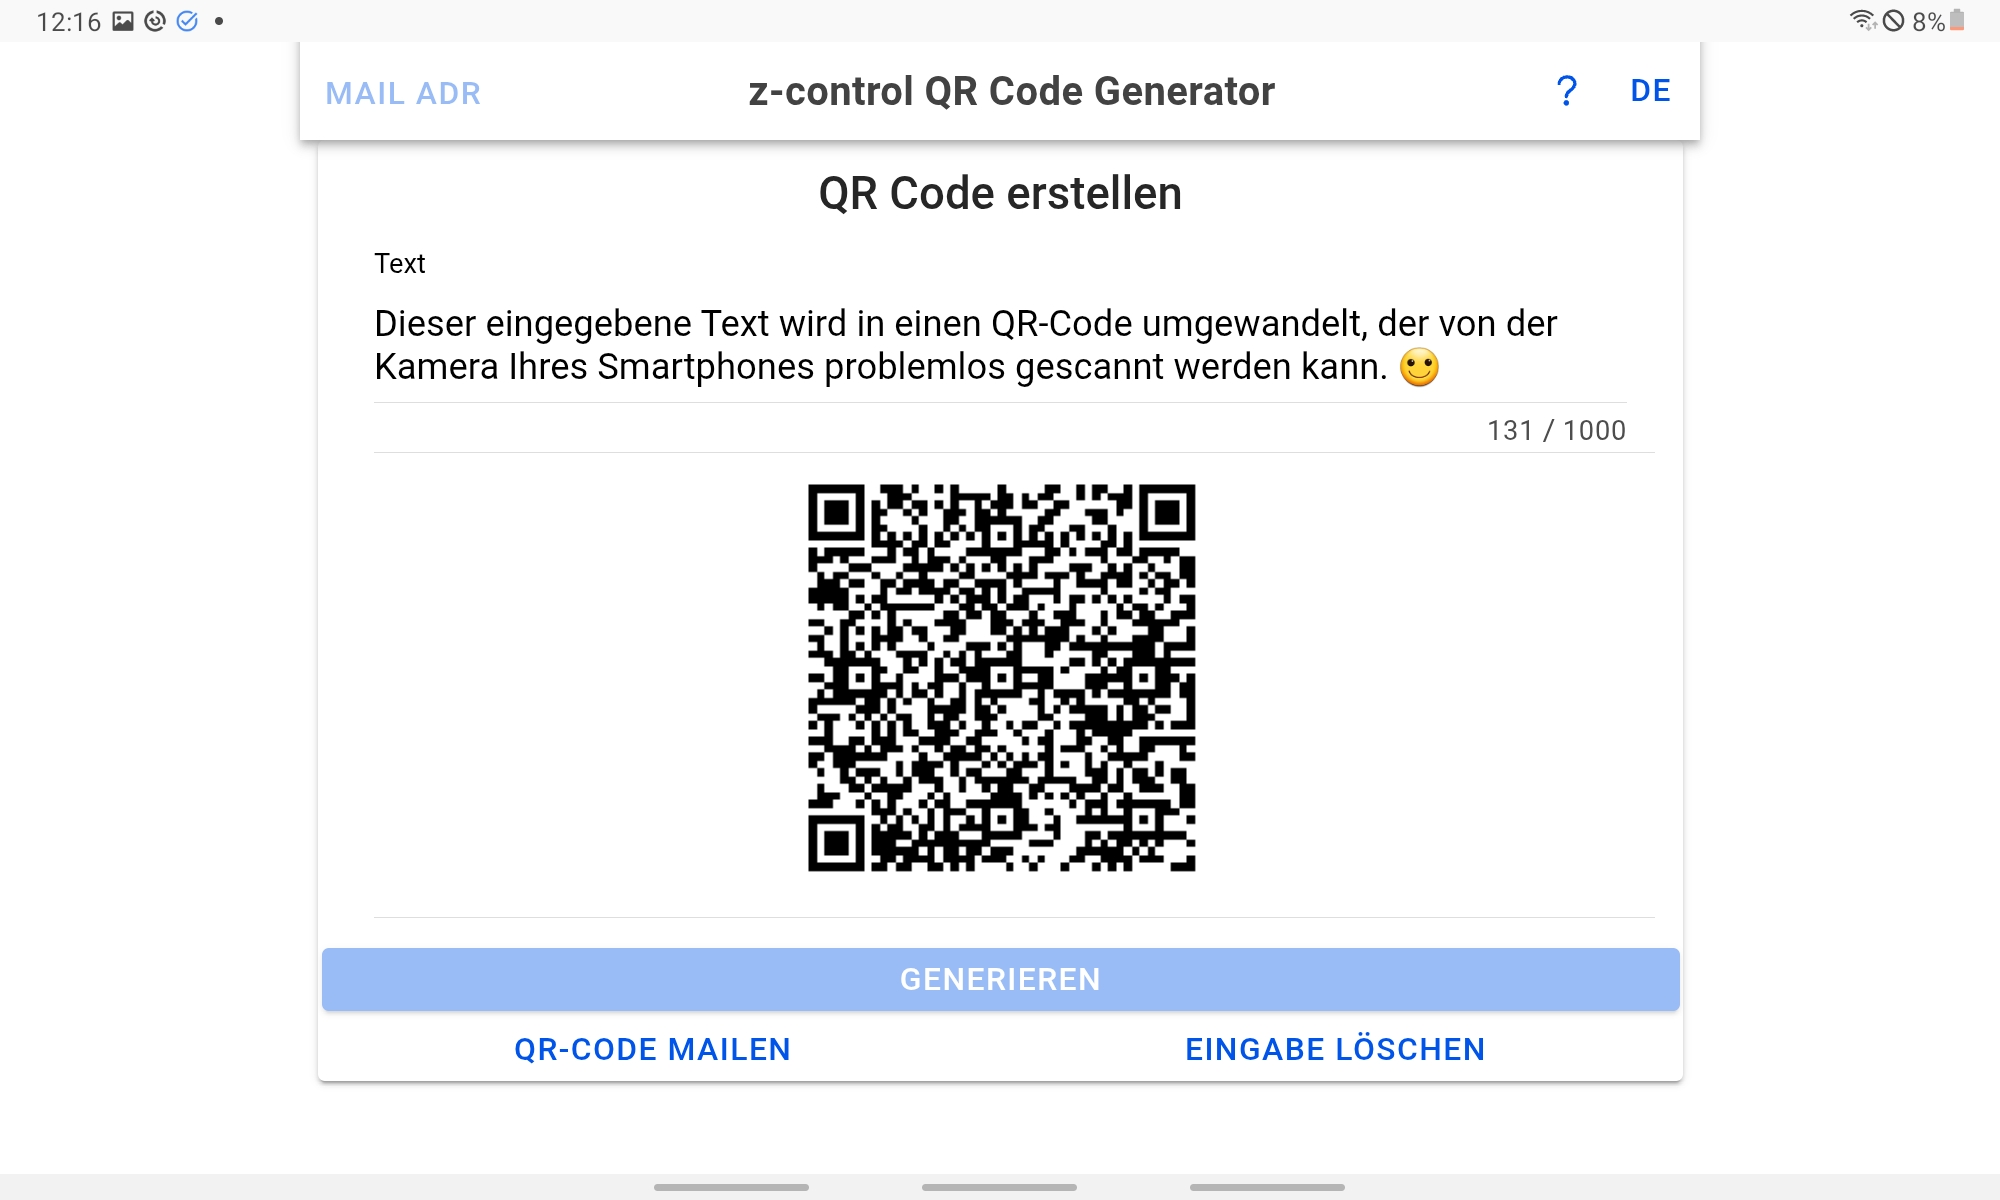 12:16
8%
MAIL ADR
z-control QR Code Generator
?
DE
QR Code erstellen
Text
Dieser eingegebene Text wird in einen QR-Code umgewandelt, der von der
Kamera Ihres Smartphones problemlos gescannt werden kann. 🙂
131 / 1000
GENERIEREN
QR-CODE MAILEN
EINGABE LÖSCHEN